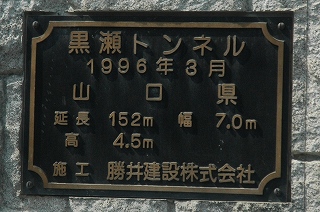 黒瀬トンネル
1996年3月
山口県
延長 152m 幅 7.0m
高 4.5m
施工 勝井建設株式会社